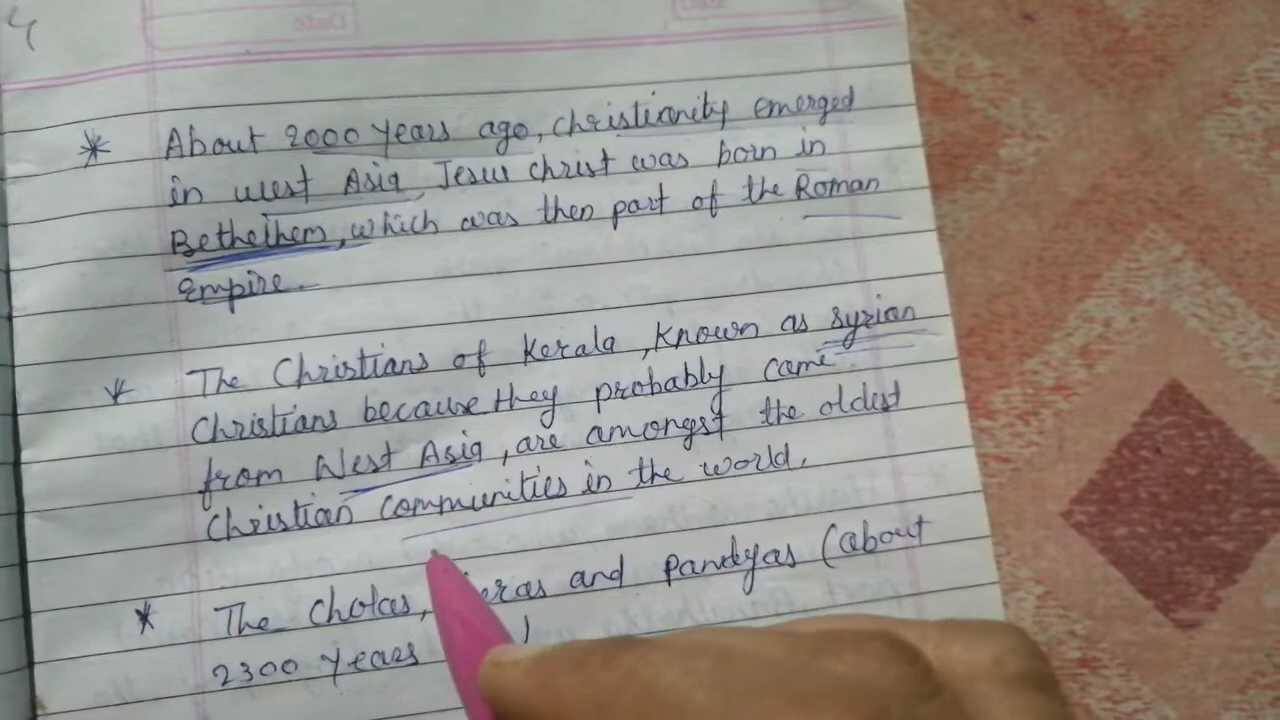 4
Date
* About 2000 years ago, Christianity emerged
in west Asia, Jesus christ was born in
Bethelhem, which was then part of the Roman
Empire.
* The Christians of Kerala, known as syrian
Christians because they probably came
from West Asia, are amongst the oldest
Christian communities in the world.
* The Cholas, and Pandyas (about
2300 years )